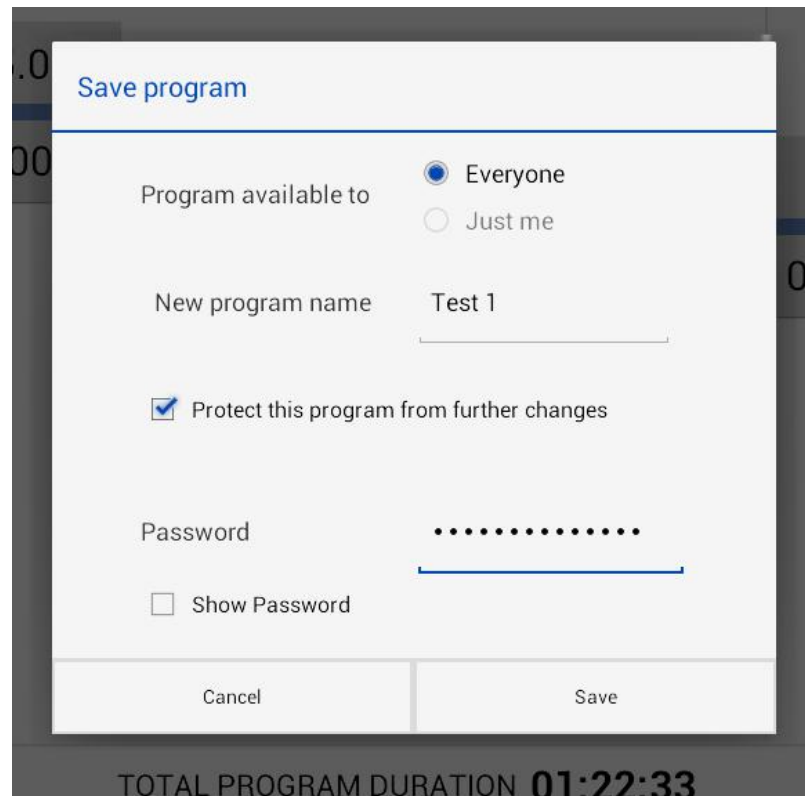 Save program
Program available to
Everyone
Just me
New program name
Test 1
Protect this program from further changes
Password
••••••••••••••
Show Password
Cancel
Save
TOTAL PROGRAM DURATION 01:22:33